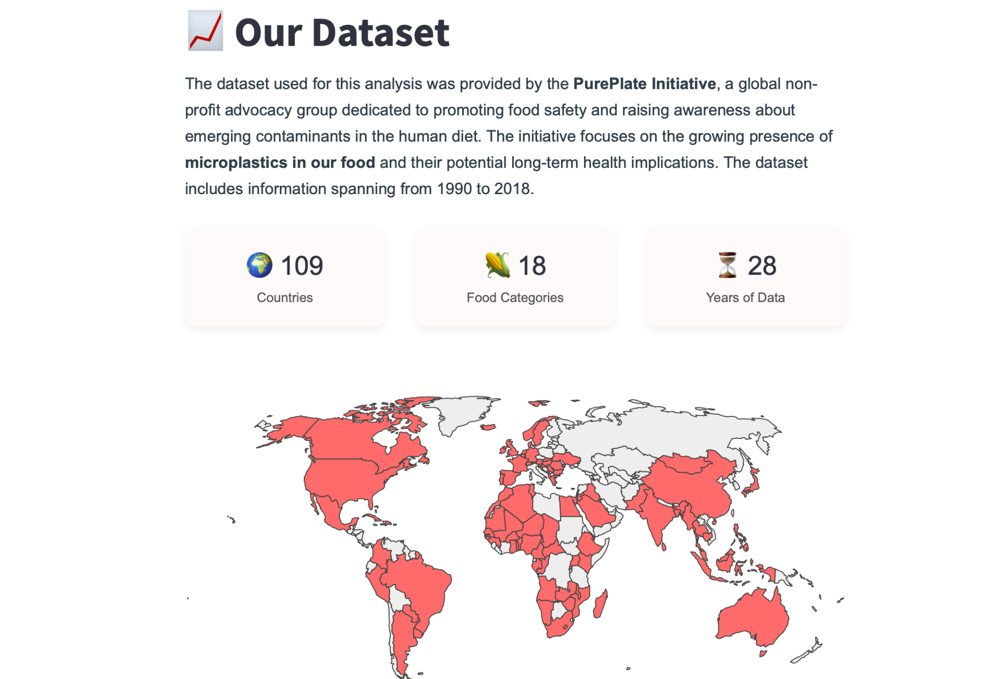 Our Dataset
The dataset used for this analysis was provided by the PurePlate Initiative, a global non-
profit advocacy group dedicated to promoting food safety and raising awareness about
emerging contaminants in the human diet. The initiative focuses on the growing presence of
microplastics in our food and their potential long-term health implications. The dataset
includes information spanning from 1990 to 2018.
109
Countries
18
Food Categories
28
Years of Data